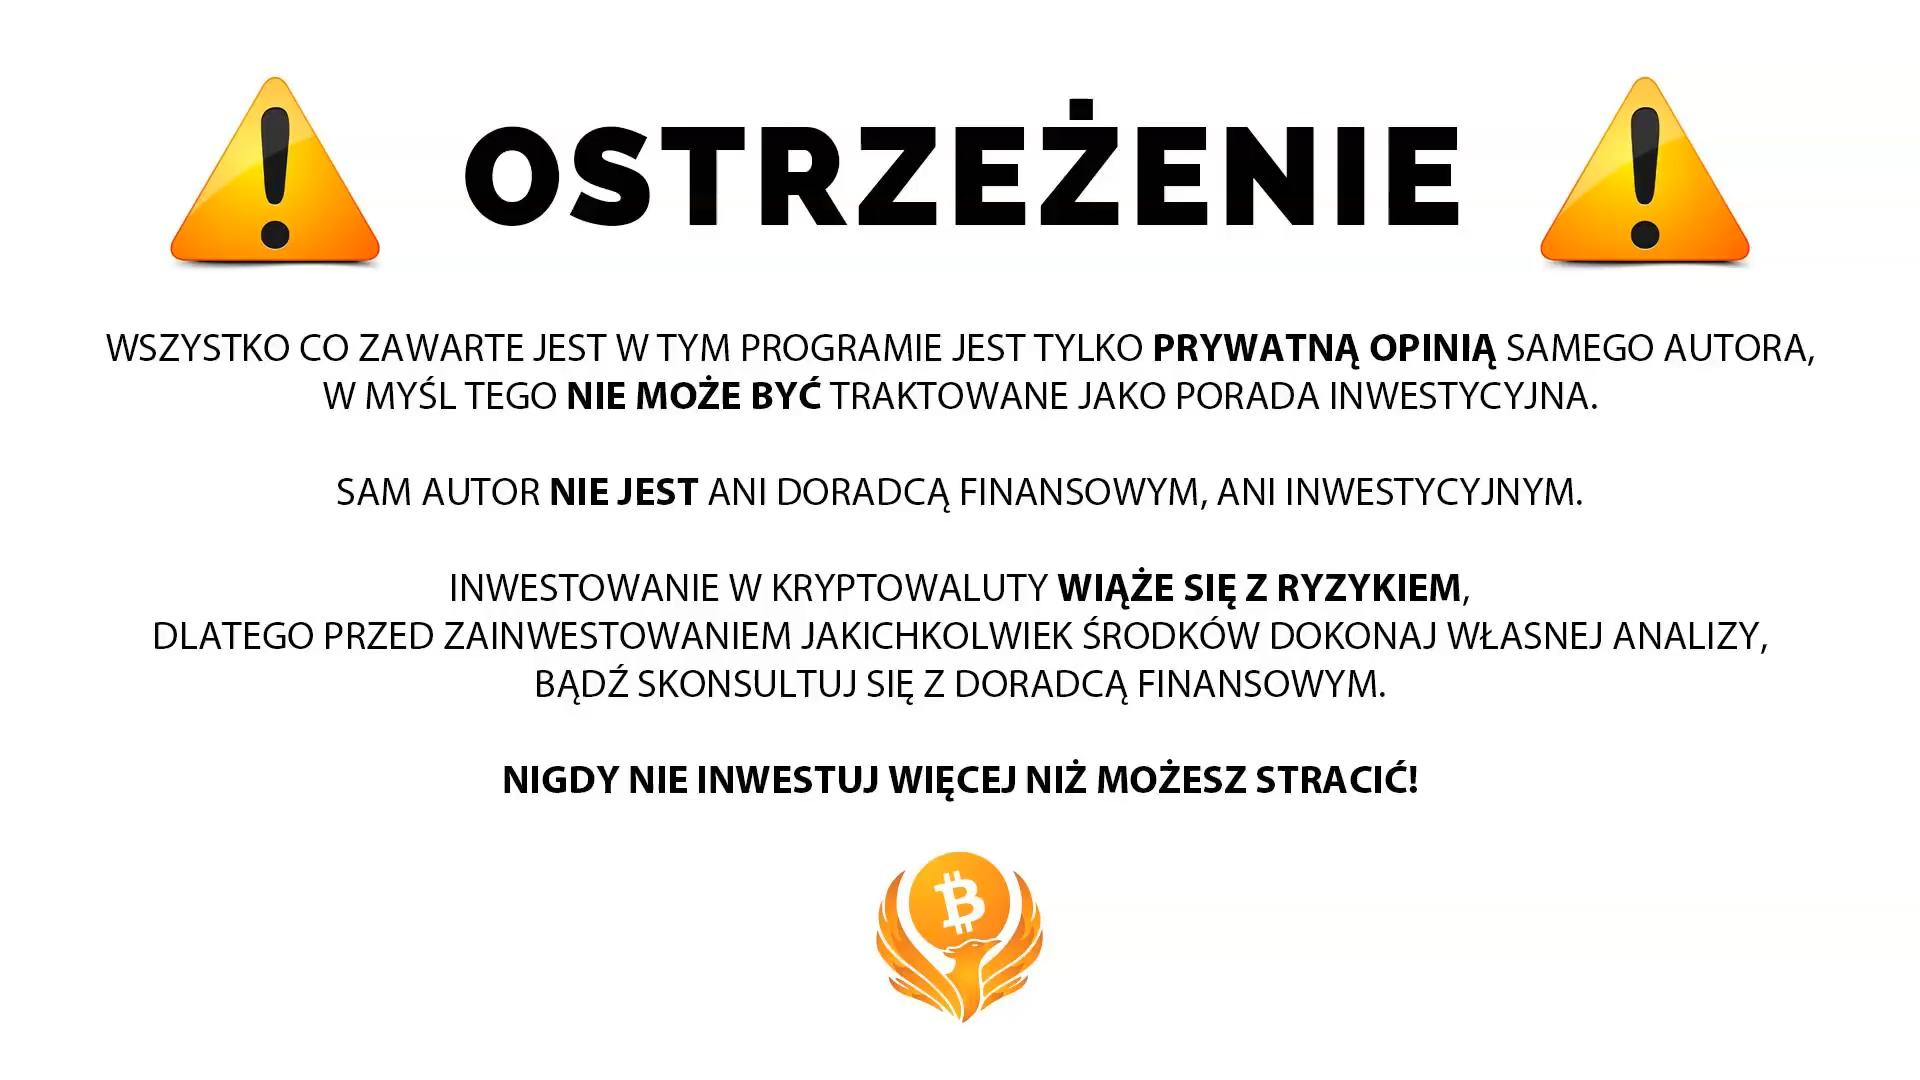 OSTRZEŻENIE
WSZYSTKO CO ZAWARTE JEST W TYM PROGRAMIE JEST TYLKO PRYWATNĄ OPINIĄ SAMEGO AUTORA,
W MYŚL TEGO NIE MOŻE BYĆ TRAKTOWANE JAKO PORADA INWESTYCYJNA.
SAM AUTOR NIE JEST ANI DORADCĄ FINANSOWYM, ANI INWESTYCYJNYM.
INWESTOWANIE W KRYPTOWALUTY WIĄŻE SIĘ Z RYZYKIEM,
DLATEGO PRZED ZAINWESTOWANIEM JAKICHKOLWIEK ŚRODKÓW DOKONAJ WŁASNEJ ANALIZY,
BĄDŹ SKONSULTUJ SIĘ Z DORADCĄ FINANSOWYM.
NIGDY NIE INWESTUJ WIĘCEJ NIŻ MOŻESZ STRACIĆ!